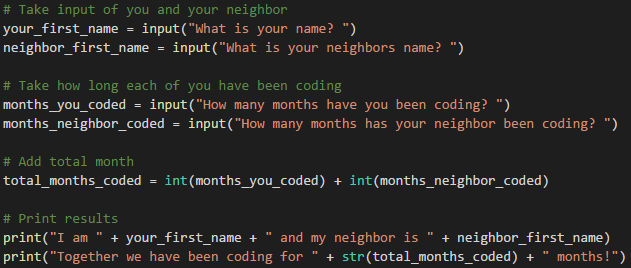 # Take input of you and your neighbor
your_first_name = input("What is your name? ")
neighbor_first_name = input("What is your neighbors name? ")
# Take how long each of you have been coding
months_you_coded = input("How many months have you been coding? ")
months_neighbor_coded = input("How many months has your neighbor been coding? ")
# Add total month
total_months_coded = int(months_you_coded) + int(months_neighbor_coded)
# Print results
print("I am " + your_first_name + " and my neighbor is " + neighbor_first_name)
print("Together we have been coding for " + str(total_months_coded) + " months!")